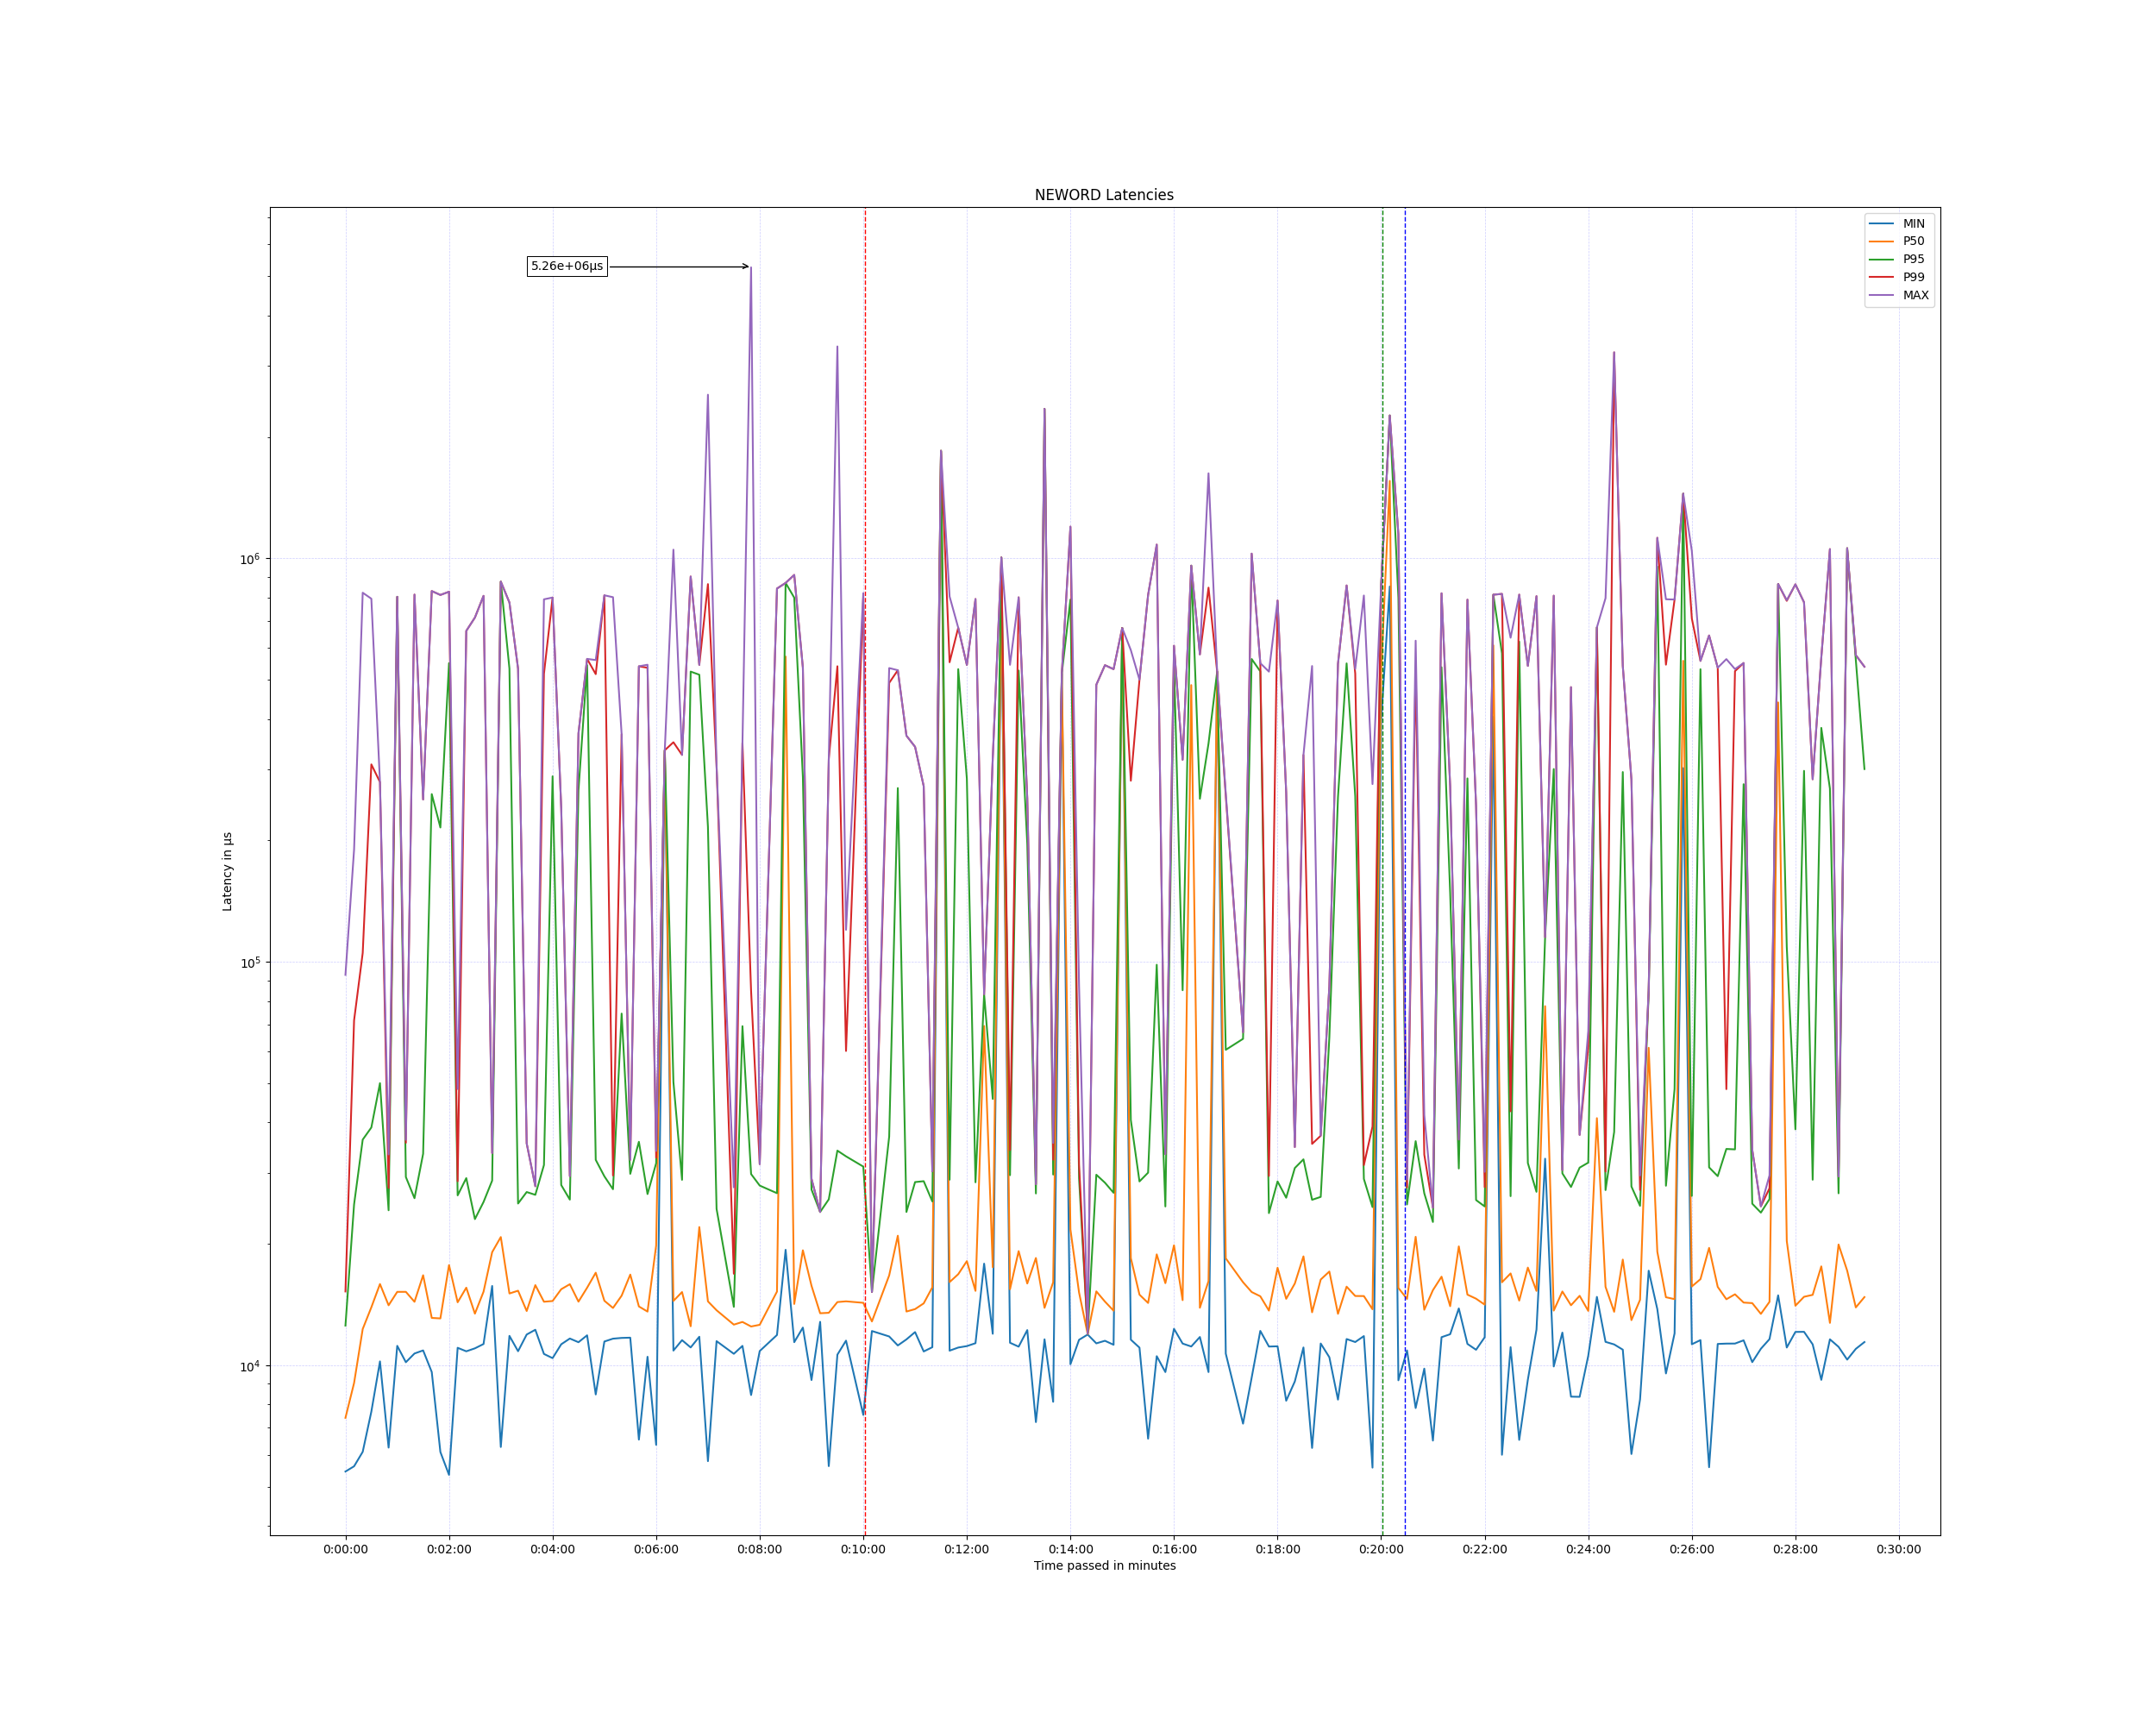 NEWORD Latencies
MIN
P50
P95
P99
MAX
5.26e+06µs
10⁶
10⁵
10⁴
Latency in µs
0:00:00 0:02:00 0:04:00 0:06:00 0:08:00 0:10:00 0:12:00 0:14:00 0:16:00 0:18:00 0:20:00 0:22:00 0:24:00 0:26:00 0:28:00 0:30:00
Time passed in minutes